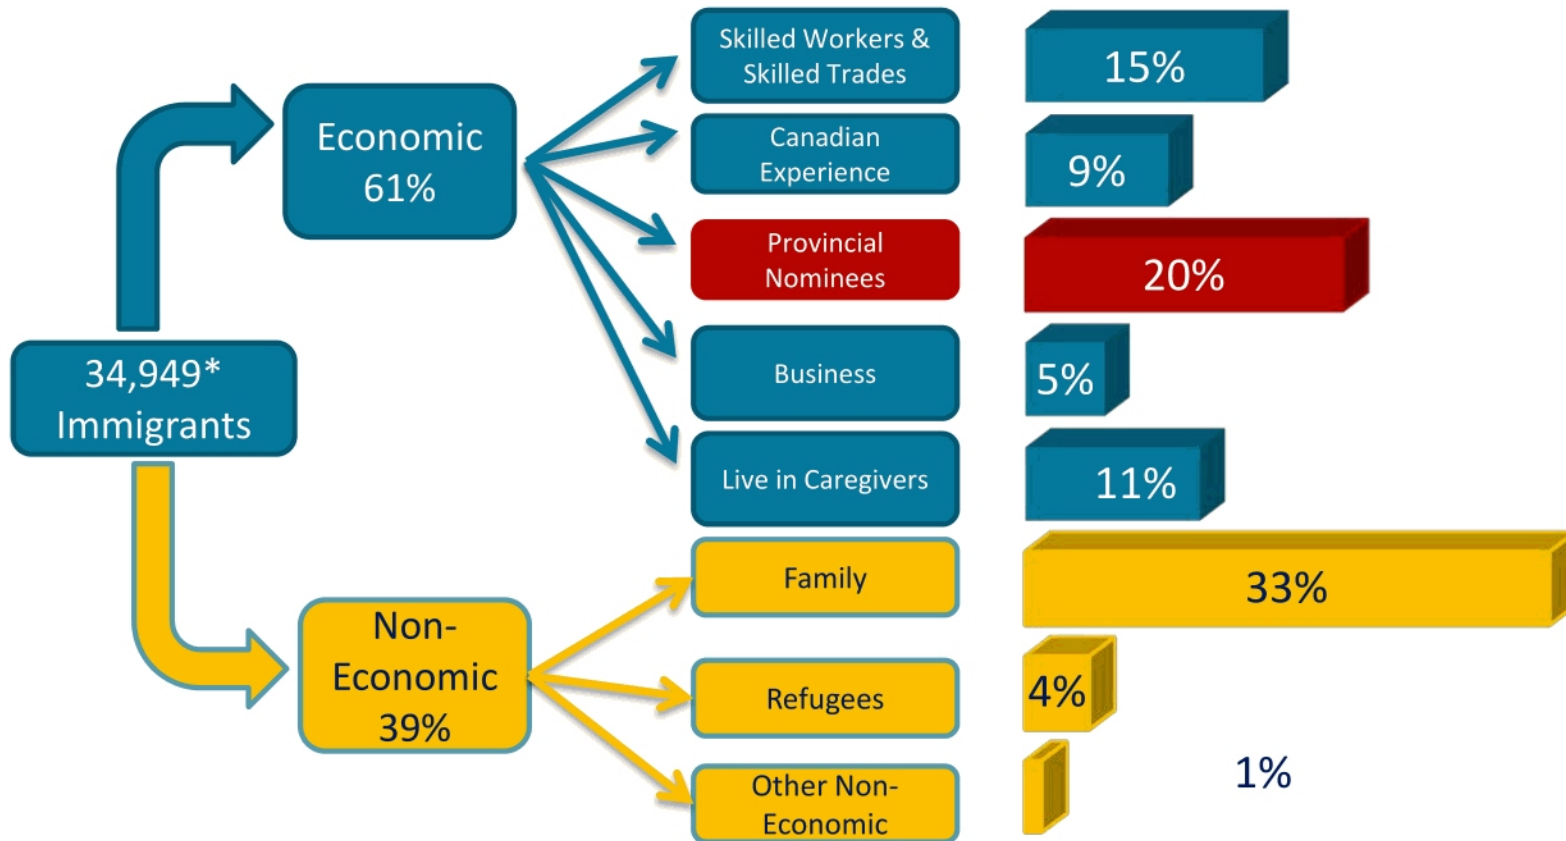 34,949*
Immigrants
Economic
61%
Skilled Workers &
Skilled Trades
15%
Canadian
Experience
9%
Provincial
Nominees
20%
Business
5%
Live in Caregivers
11%
Non-
Economic
39%
Family
33%
Refugees
4%
Other Non-
Economic
1%